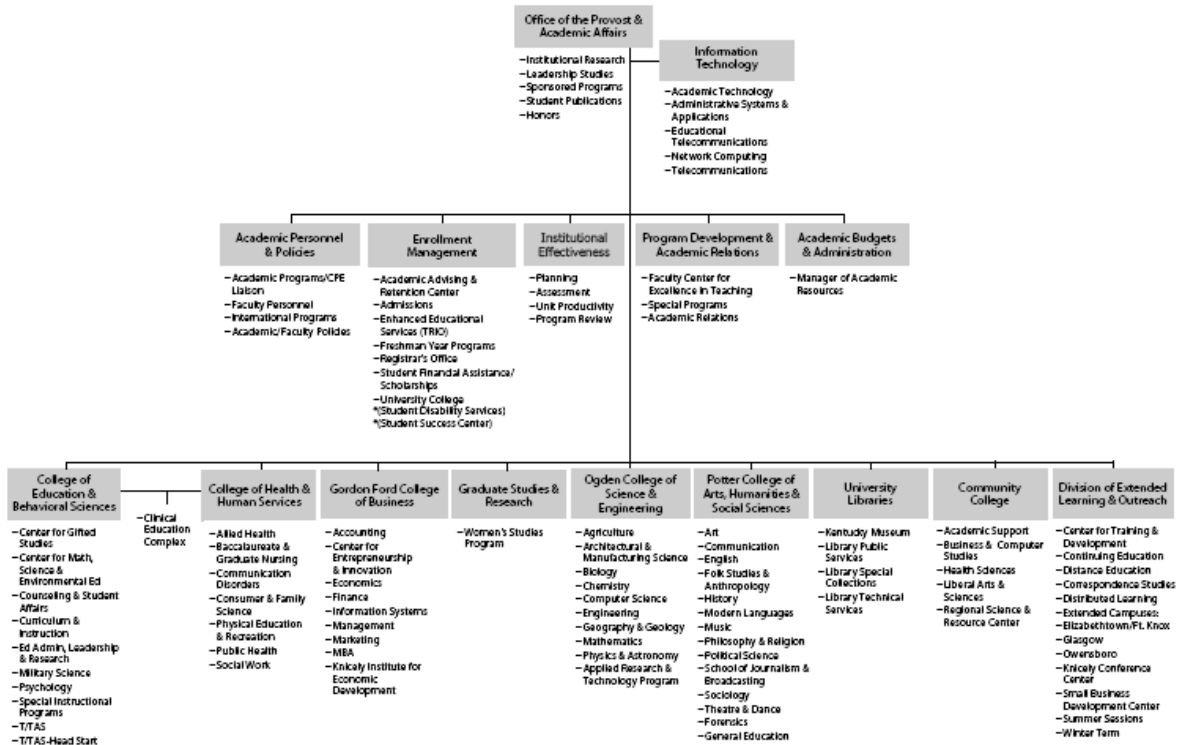 Office of the Provost &
Academic Affairs
–Institutional Research
–Leadership Studies
–Sponsored Programs
–Student Publications
–Honors
Information
Technology
–Academic Technology
–Administrative Systems &
Applications
–Educational
Telecommunications
–Network Computing
–Telecommunications
Academic Personnel
& Policies
–Academic Programs/CPE
Liaison
–Faculty Personnel
–International Programs
–Academic/Faculty Policies
Enrollment
Management
–Academic Advising &
Retention Center
–Admissions
–Enhanced Educational
Services (TRIO)
–Freshman Year Programs
–Registrar's Office
–Student Financial Assistance/
Scholarships
–University College
*(Student Disability Services)
*(Student Success Center)
Institutional
Effectiveness
–Planning
–Assessment
–Unit Productivity
–Program Review
Program Development &
Academic Relations
–Faculty Center for
Excellence in Teaching
–Special Programs
–Academic Relations
Academic Budgets
& Administration
–Manager of Academic
Resources
College of
Education &
Behavioral Sciences
–Center for Gifted
Studies
–Center for Math,
Science &
Environmental Ed
–Counseling & Student
Affairs
–Curriculum &
Instruction
–Ed Admin, Leadership
& Research
–Military Science
–Psychology
–Special Instructional
Programs
–T/TAS
–T/TAS-Head Start
–Clinical
Education
Complex
College of Health &
Human Services
–Allied Health
–Baccalaureate &
Graduate Nursing
–Communication
Disorders
–Consumer & Family
Science
–Physical Education
& Recreation
–Public Health
–Social Work
Gordon Ford College
of Business
–Accounting
–Center for
Entrepreneurship
& Innovation
–Economics
–Finance
–Information Systems
–Management
–Marketing
–MBA
–Knicely Institute for
Economic
Development
Graduate Studies &
Research
–Women's Studies
Program
Ogden College of
Science &
Engineering
–Agriculture
–Architectural &
Manufacturing Science
–Biology
–Chemistry
–Computer Science
–Engineering
–Geography & Geology
–Mathematics
–Physics & Astronomy
–Applied Research &
Technology Program
Potter College of
Arts, Humanities &
Social Sciences
–Art
–Communication
–English
–Folk Studies &
Anthropology
–History
–Modern Languages
–Music
–Philosophy & Religion
–Political Science
–School of Journalism &
Broadcasting
–Sociology
–Theatre & Dance
–Forensics
–General Education
University
Libraries
–Kentucky Museum
–Library Public
Services
–Library Special
Collections
–Library Technical
Services
Community
College
–Academic Support
–Business & Computer
Studies
–Health Sciences
–Liberal Arts &
Sciences
–Regional Science &
Resource Center
Division of Extended
Learning & Outreach
–Center for Training &
Development
–Continuing Education
–Distance Education
–Correspondence Studies
–Distributed Learning
–Extended Campuses:
–Elizabethtown/Ft. Knox
–Glasgow
–Owensboro
–Knicely Conference
Center
–Small Business
Development Center
–Summer Sessions
–Winter Term